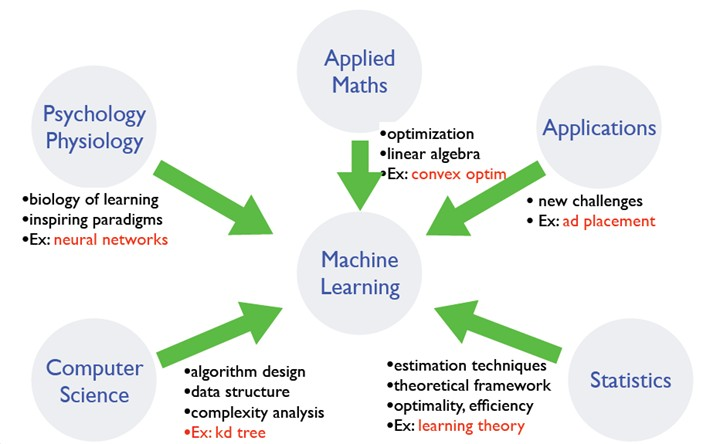 Applied
Maths
•optimization
•linear algebra
•Ex: convex optim
Psychology
Physiology
•biology of learning
•inspiring paradigms
•Ex: neural networks
Applications
• new challenges
• Ex: ad placement
Machine
Learning
Computer
Science
•algorithm design
•data structure
•complexity analysis
•Ex: kd tree
Statistics
•estimation techniques
•theoretical framework
•optimality, efficiency
•Ex: learning theory